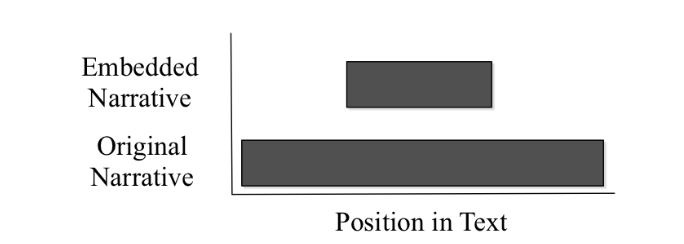 Embedded
Narrative
Original
Narrative
Position in Text